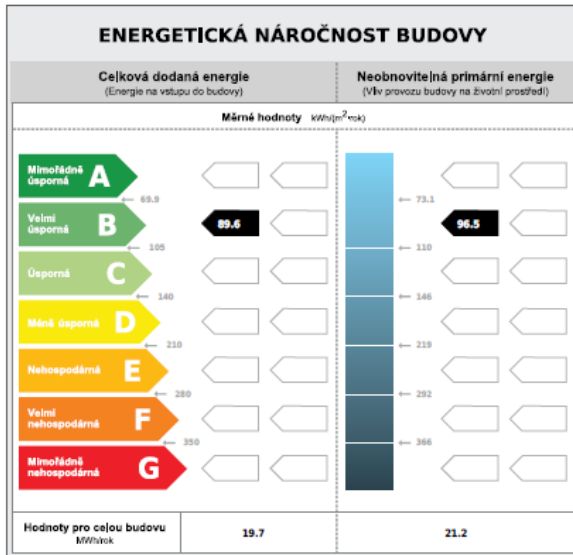 ENERGETICKÁ NÁROČNOST BUDOVY
Celková dodaná energie
(Energie na vstupu do budovy)
Neobnovitelná primární energie
(Vliv provozu budovy na životní prostředí)
Měrné hodnoty kWh/(m²·rok)
Mimořádně úsporná A
69.9
73.1
Velmi úsporná B
89.6
96.5
105
110
Úsporná C
140
146
Méně úsporná D
210
219
Nehospodárná E
280
292
Velmi nehospodárná F
350
366
Mimořádně nehospodárná G
Hodnoty pro celou budovu
MWh/rok
19.7
21.2